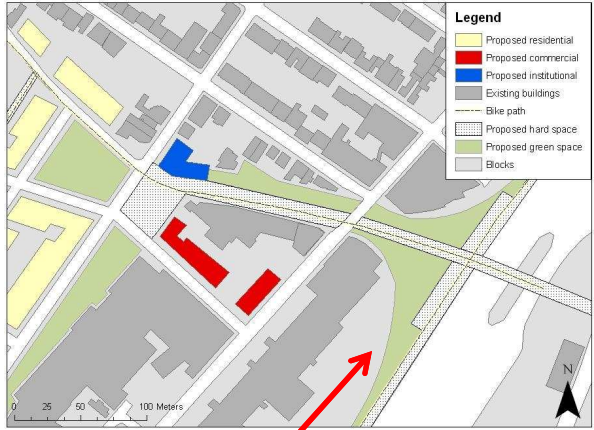 Legend
Proposed residential
Proposed commercial
Proposed institutional
Existing buildings
Bike path
Proposed hard space
Proposed green space
Blocks
N
0 25 50 100 Meters